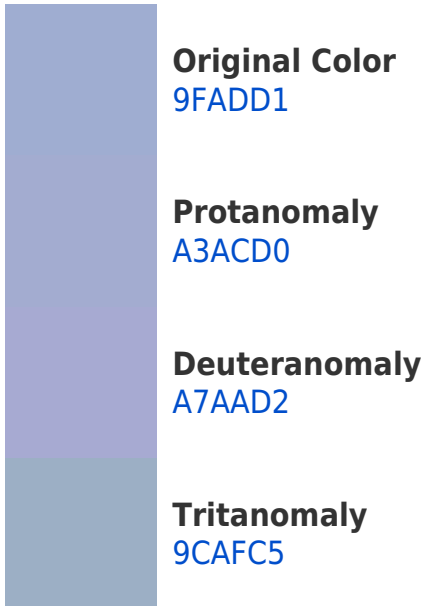 Original Color
9FADD1
Protanomaly
A3ACD0
Deuteranomaly
A7AAD2
Tritanomaly
9CAFC5